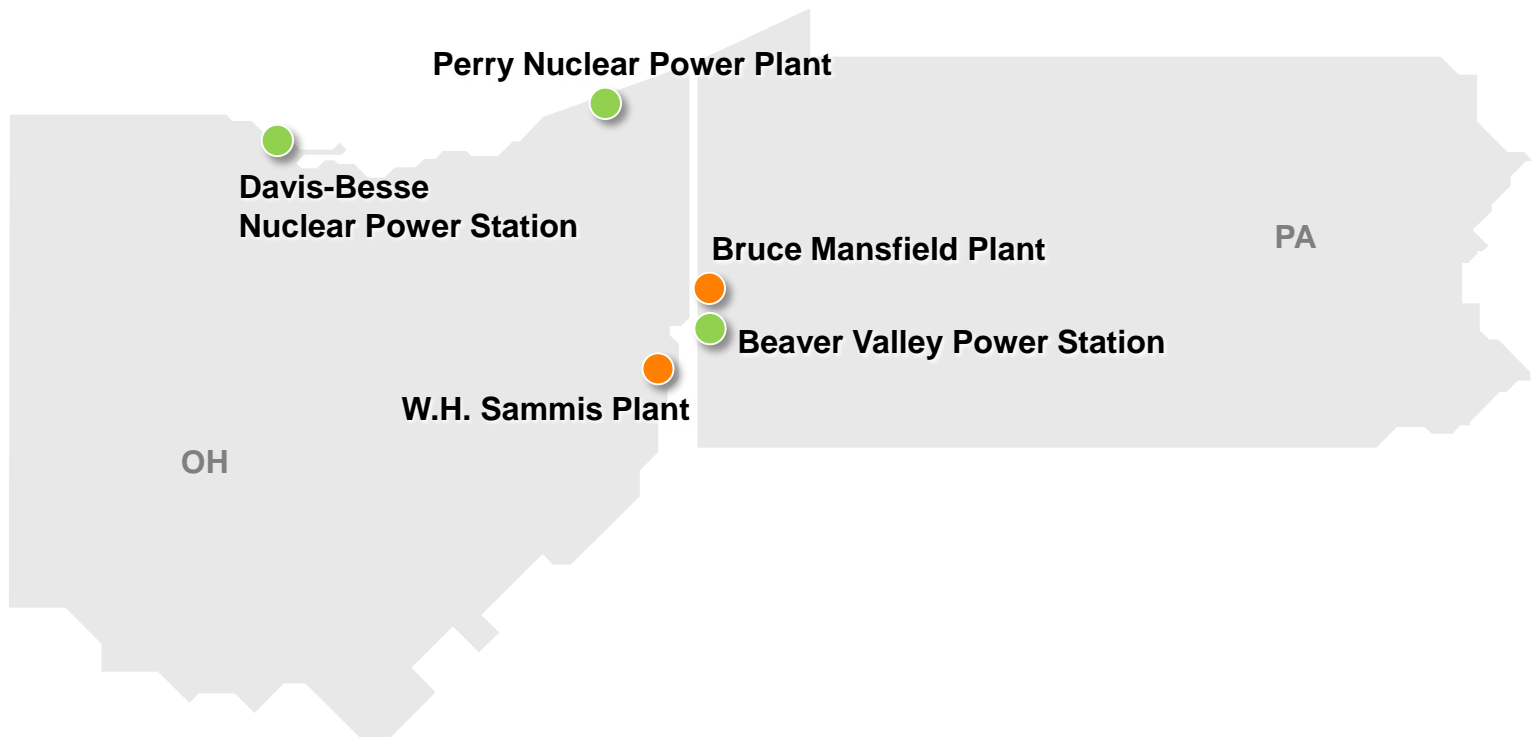 Perry Nuclear Power Plant
Davis-Besse
Nuclear Power Station
Bruce Mansfield Plant
PA
Beaver Valley Power Station
W.H. Sammis Plant
OH